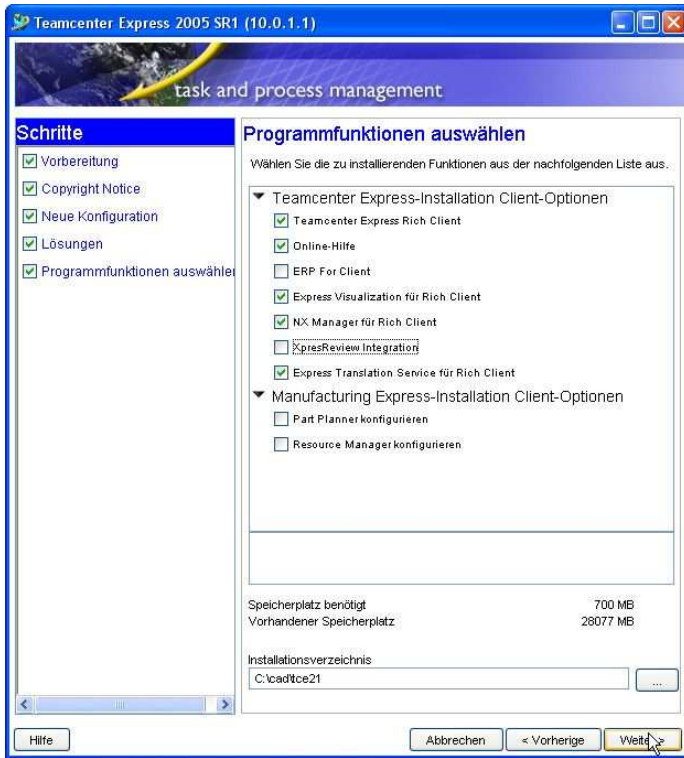 Teamcenter Express 2005 SR1 (10.0.1.1)
task and process management
Schritte
Vorbereitung
Copyright Notice
Neue Konfiguration
Lösungen
Programmfunktionen auswählen
Programmfunktionen auswählen
Wählen Sie die zu installierenden Funktionen aus der nachfolgenden Liste aus.
Teamcenter Express-Installation Client-Optionen
Teamcenter Express Rich Client
Online-Hilfe
ERP For Client
Express Visualization für Rich Client
NX Manager für Rich Client
XpresReview Integration
Express Translation Service für Rich Client
Manufacturing Express-Installation Client-Optionen
Part Planner konfigurieren
Resource Manager konfigurieren
Speicherplatz benötigt 700 MB
Vorhandener Speicherplatz 28077 MB
Installationsverzeichnis
C:\cad\tce21
...
Hilfe
Abbrechen
< Vorherige
Weiter >